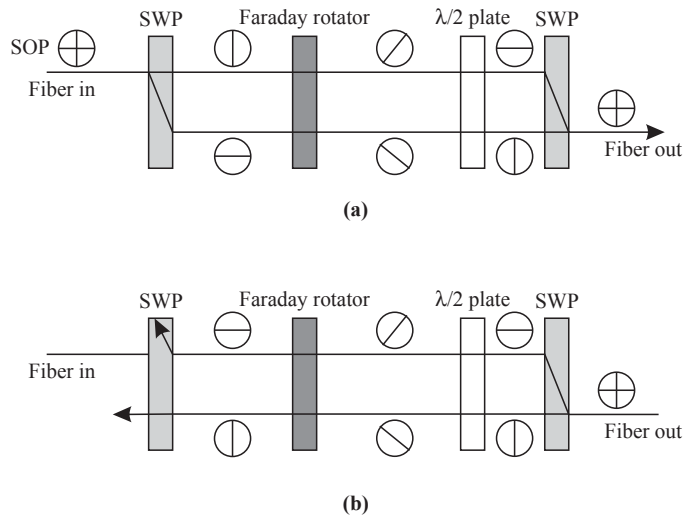 SWP Faraday rotator λ/2 plate SWP
SOP
Fiber in
Fiber out
(a)
SWP Faraday rotator λ/2 plate SWP
Fiber in
Fiber out
(b)